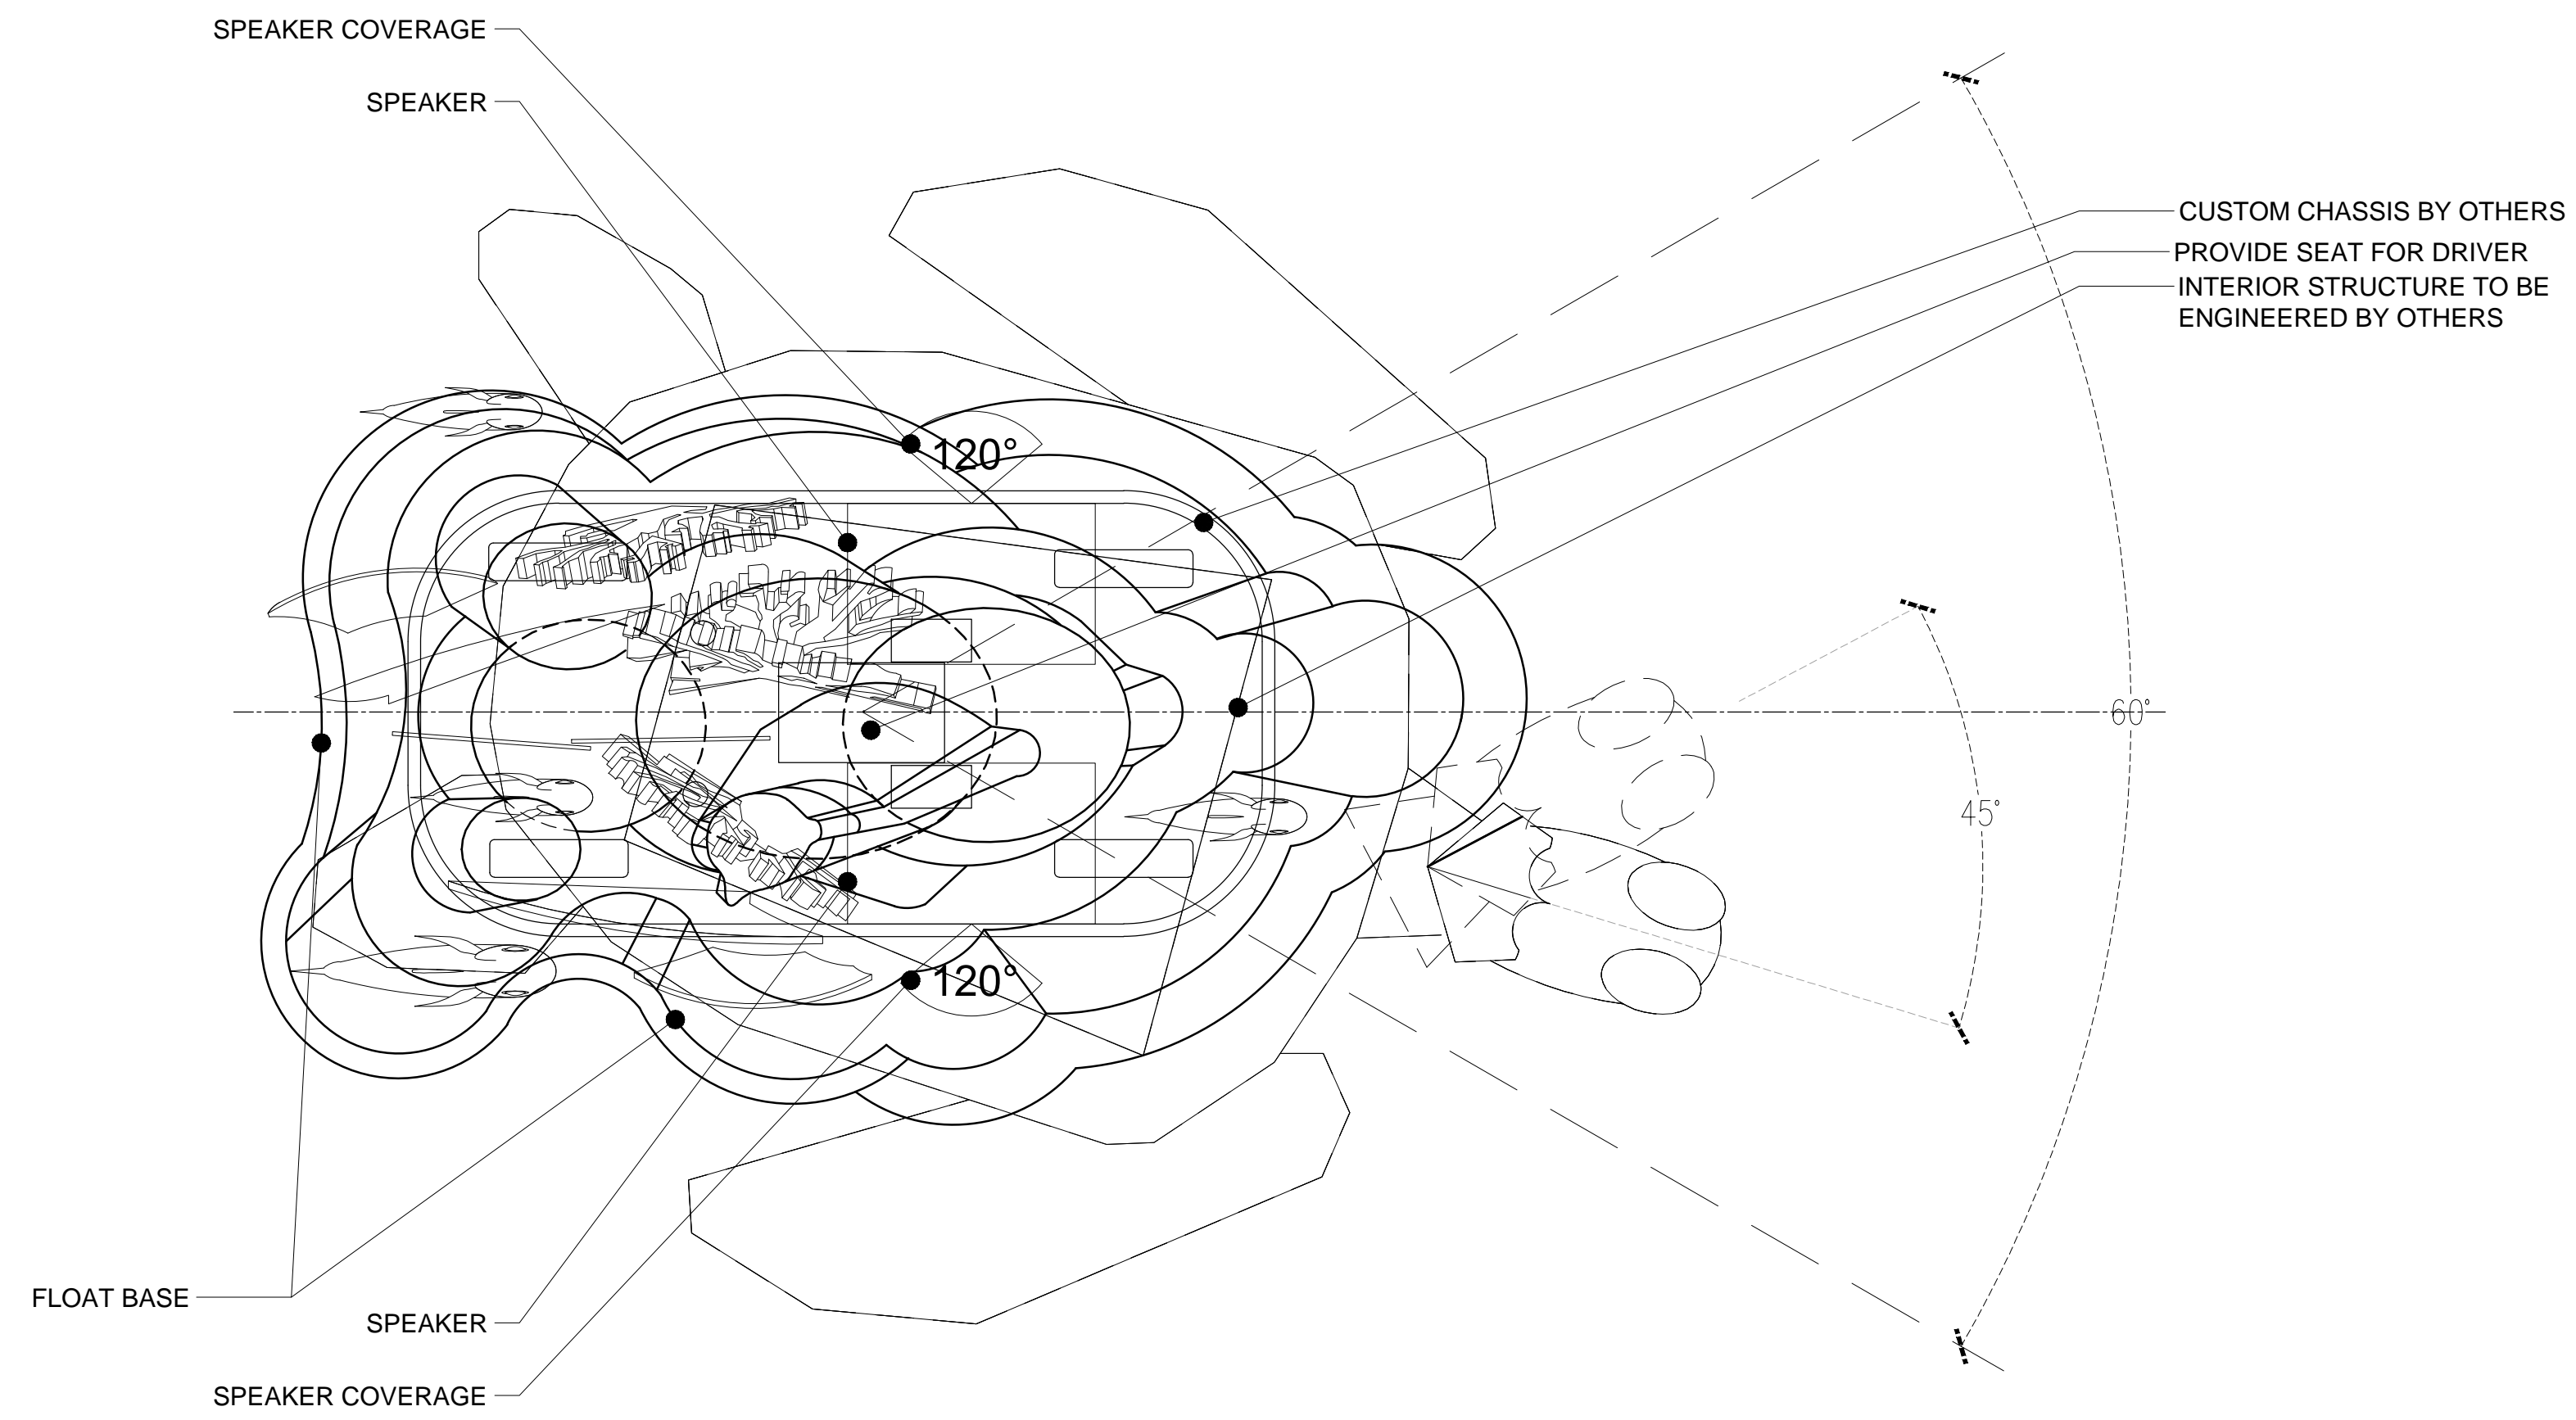 SPEAKER COVERAGE
SPEAKER
CUSTOM CHASSIS BY OTHERS
PROVIDE SEAT FOR DRIVER
INTERIOR STRUCTURE TO BE
ENGINEERED BY OTHERS
120°
60°
45°
120°
FLOAT BASE
SPEAKER
SPEAKER COVERAGE